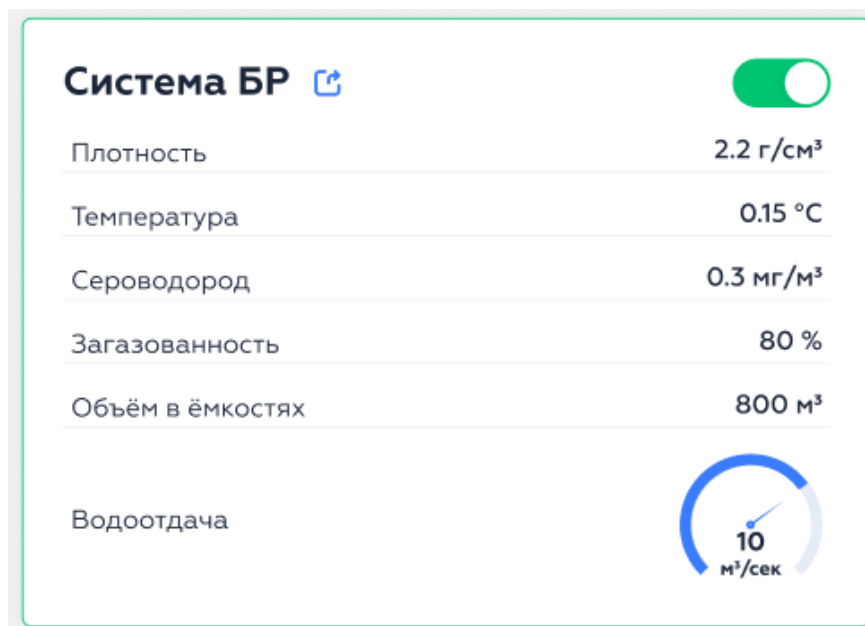 Система БР
Плотность 2.2 г/см³
Температура 0.15 °C
Сероводород 0.3 мг/м³
Загазованность 80 %
Объём в ёмкостях 800 м³
Водоотдача
10
м³/сек